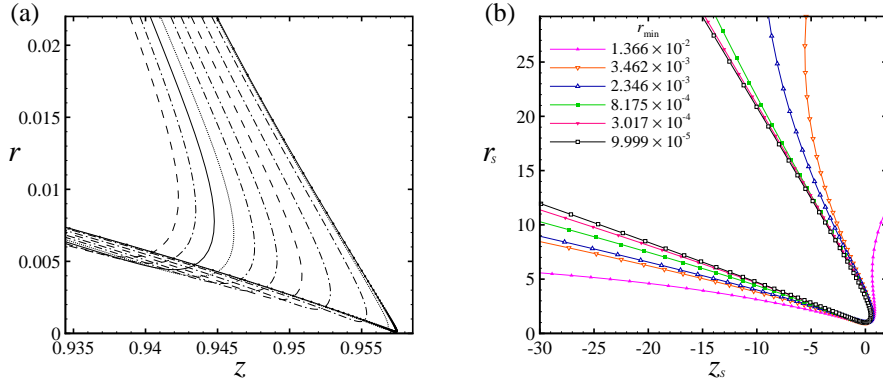 (a)
0.02
0.015
r
0.01
0.005
0
0.935
0.94
0.945
0.95
0.955
z
(b)
25
20
rₛ
15
10
5
-30
-25
-20
-15
-10
-5
0
zₛ
r_min
1.366 × 10⁻²
3.462 × 10⁻³
2.346 × 10⁻³
8.175 × 10⁻⁴
3.017 × 10⁻⁴
9.999 × 10⁻⁵